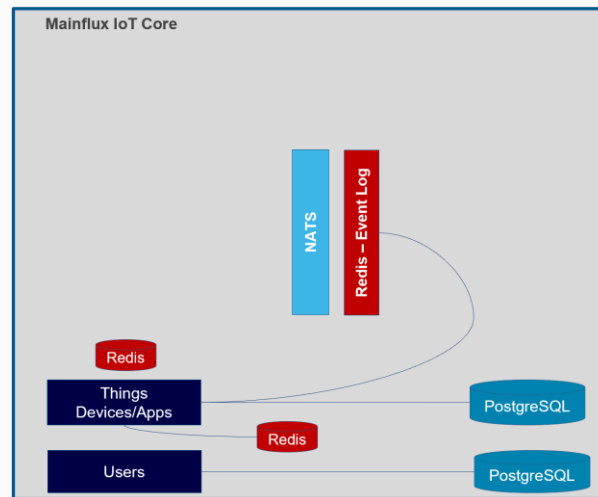 Mainflux IoT Core
NATS
Redis – Event Log
Redis
Things
Devices/Apps
PostgreSQL
Redis
Users
PostgreSQL